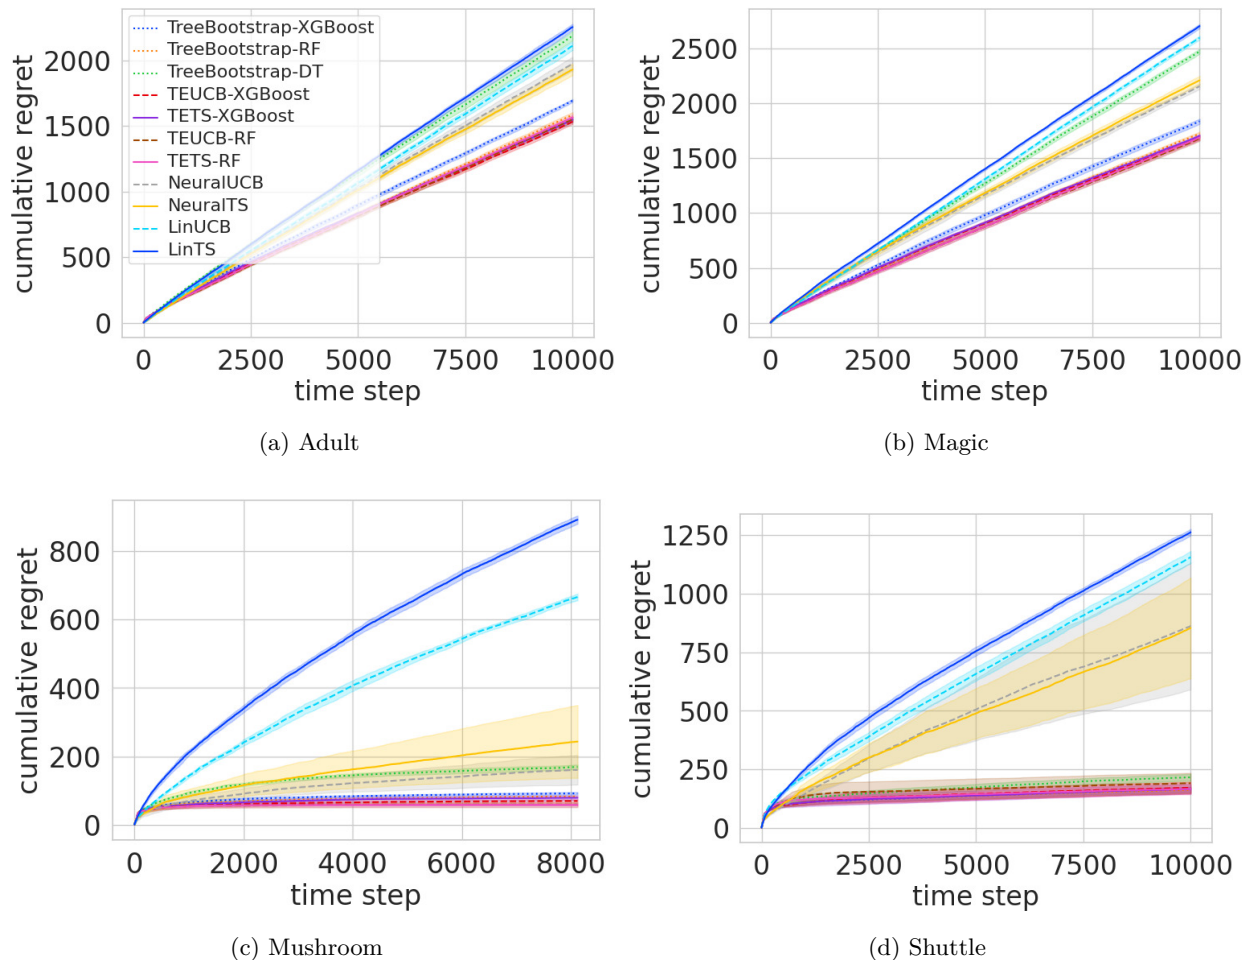 cumulative regret
2000
1500
1000
500
0
TreeBootstrap-XGBoost
TreeBootstrap-RF
TreeBootstrap-DT
TEUCB-XGBoost
TETS-XGBoost
TEUCB-RF
TETS-RF
NeuralUCB
NeuralTS
LinUCB
LinTS
0 2500 5000 7500 10000
time step
(a) Adult
cumulative regret
2500
2000
1500
1000
500
0
0 2500 5000 7500 10000
time step
(b) Magic
cumulative regret
800
600
400
200
0
0 2000 4000 6000 8000
time step
(c) Mushroom
cumulative regret
1250
1000
750
500
250
0
0 2500 5000 7500 10000
time step
(d) Shuttle